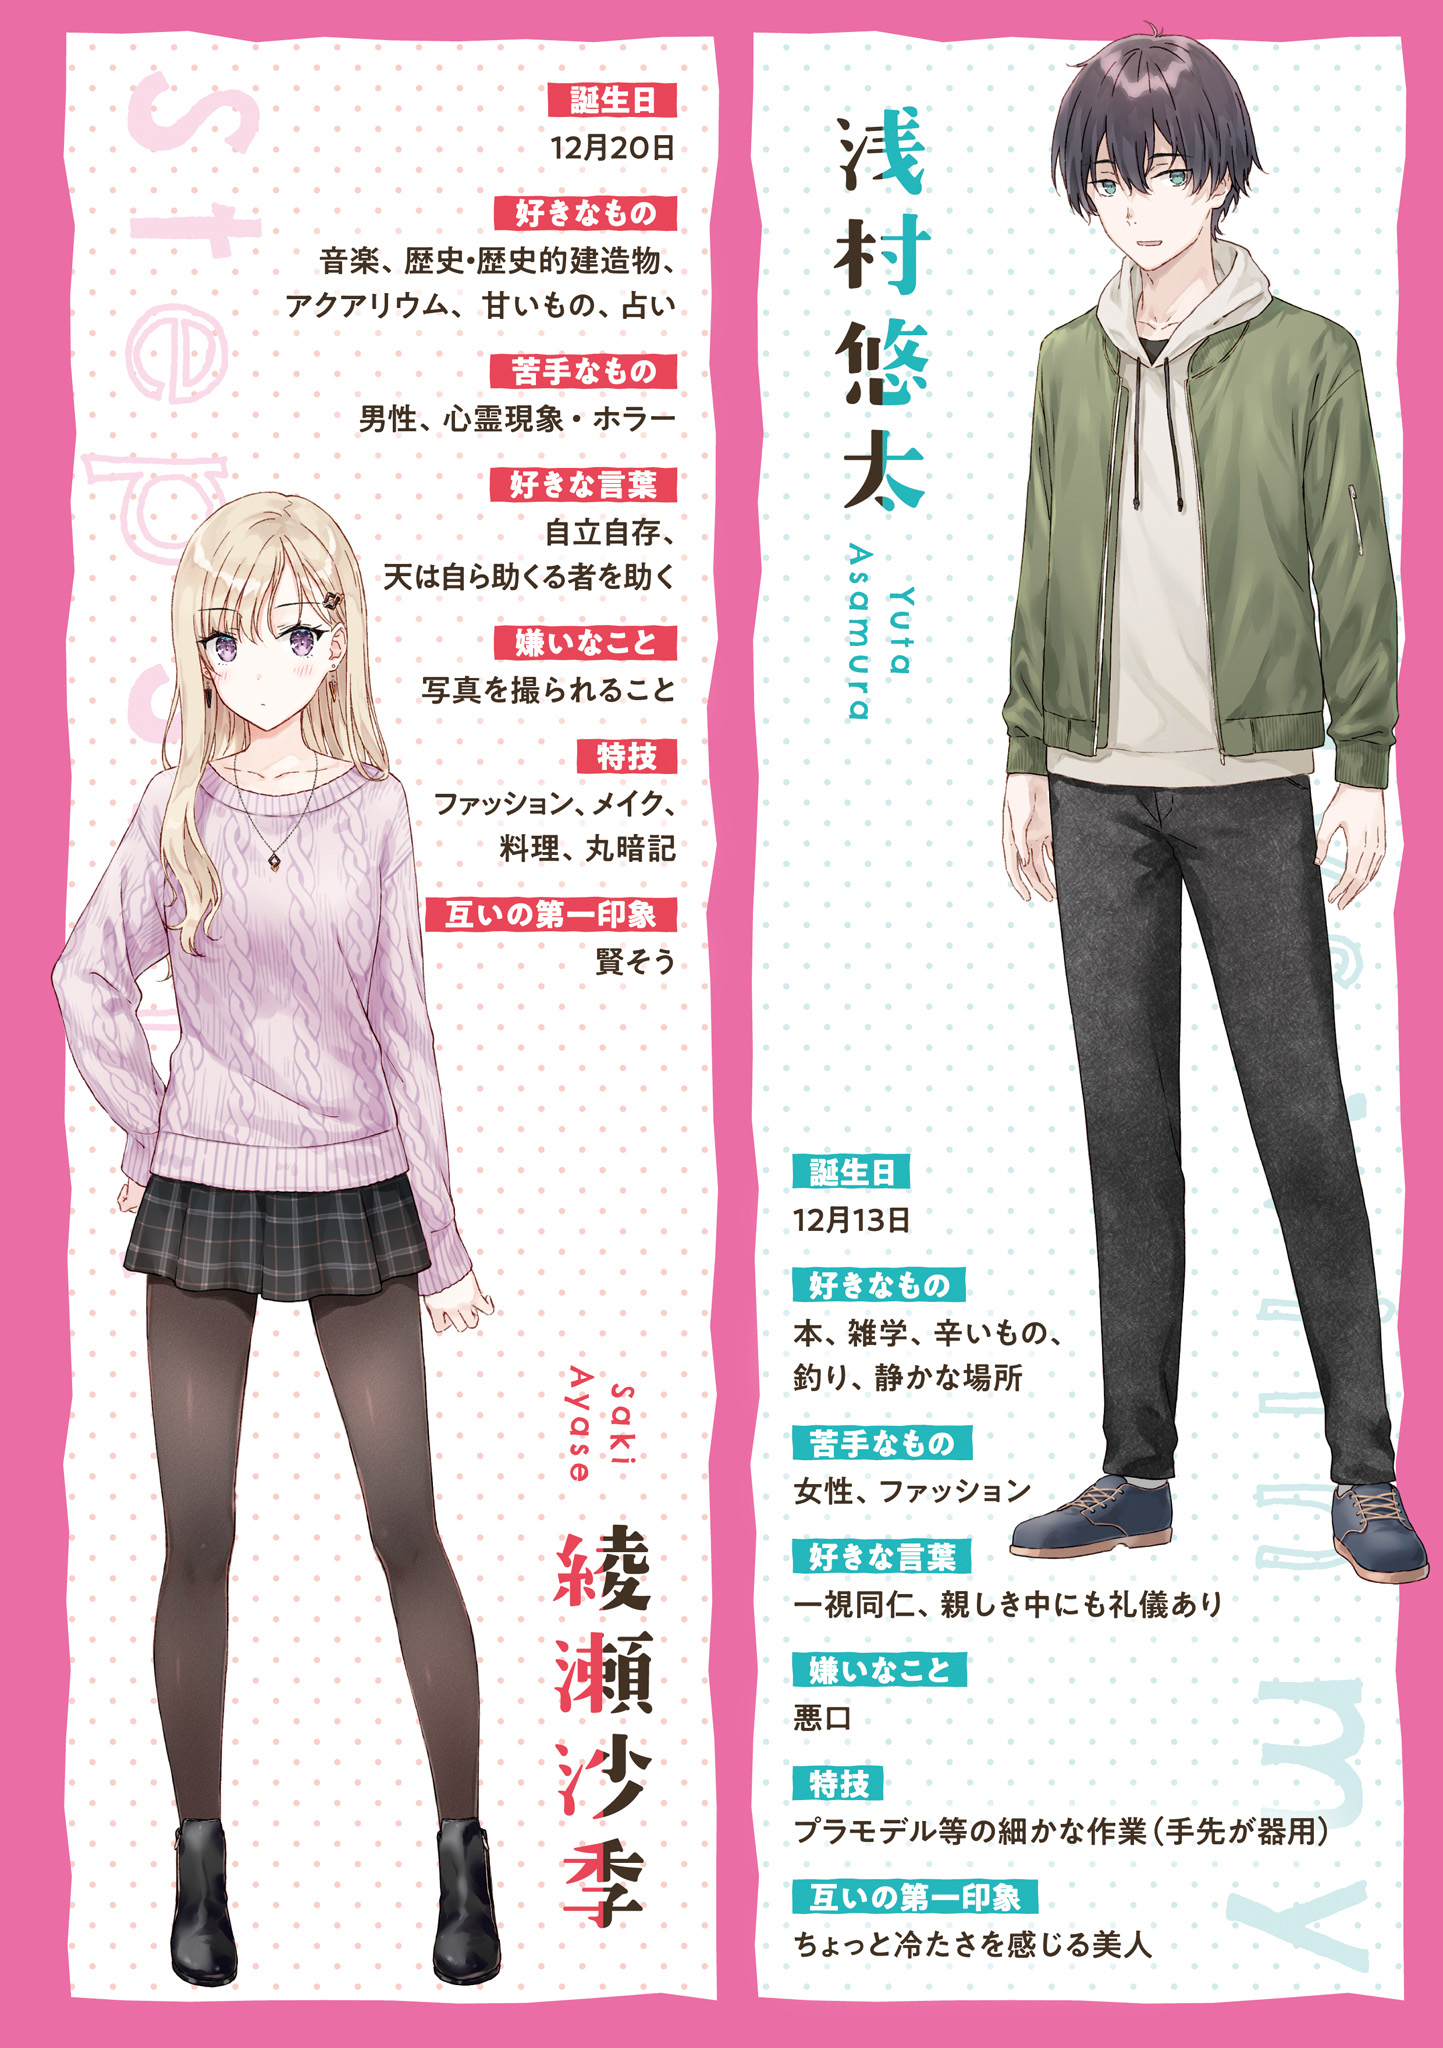 浅村悠太
Yuta
Asamura
誕生日
12月13日
好きなもの
本、雑学、辛いもの、
釣り、静かな場所
苦手なもの
女性、ファッション
好きな言葉
一視同仁、親しき中にも礼儀あり
嫌いなこと
悪口
特技
プラモデル等の細かな作業(手先が器用)
互いの第一印象
ちょっと冷たさを感じる美人
my
誕生日
12月20日
好きなもの
音楽、歴史・歴史的建造物、
アクアリウム、甘いもの、占い
苦手なもの
男性、心霊現象・ホラー
好きな言葉
自立自存、
天は自ら助くる者を助く
嫌いなこと
写真を撮られること
特技
ファッション、メイク、
料理、丸暗記
互いの第一印象
賢そう
Saki
Ayase
綾瀬沙季